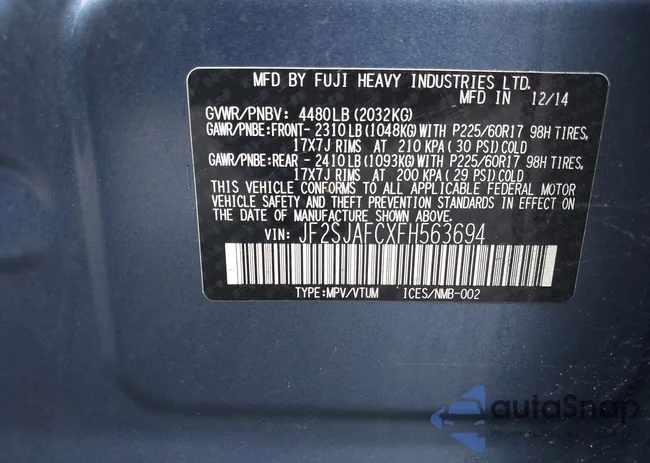 MFD BY FUJI HEAVY INDUSTRIES LTD.
MFD IN 12/14
GVWR/PNBV: 4480LB(2032KG)
GAWR/PNBE:FRONT- 2310LB(1048KG)WITH P225/60R17 98H TIRES,
17X7J RIMS AT 210 KPA(30 PSI)COLD
GAWR/PNBE:REAR - 2410LB(1093KG)WITH P225/60R17 98H TIRES,
17X7J RIMS AT 200 KPA(29 PSI)COLD
THIS VEHICLE CONFORMS TO ALL APPLICABLE FEDERAL MOTOR
VEHICLE SAFETY AND THEFT PREVENTION STANDARDS IN EFFECT ON THE
DATE OF MANUFACTURE SHOWN ABOVE.
VIN: JF2SJAFCXFH563694
TYPE:MPV/VTUM ICES/NMB-002
autoSnap